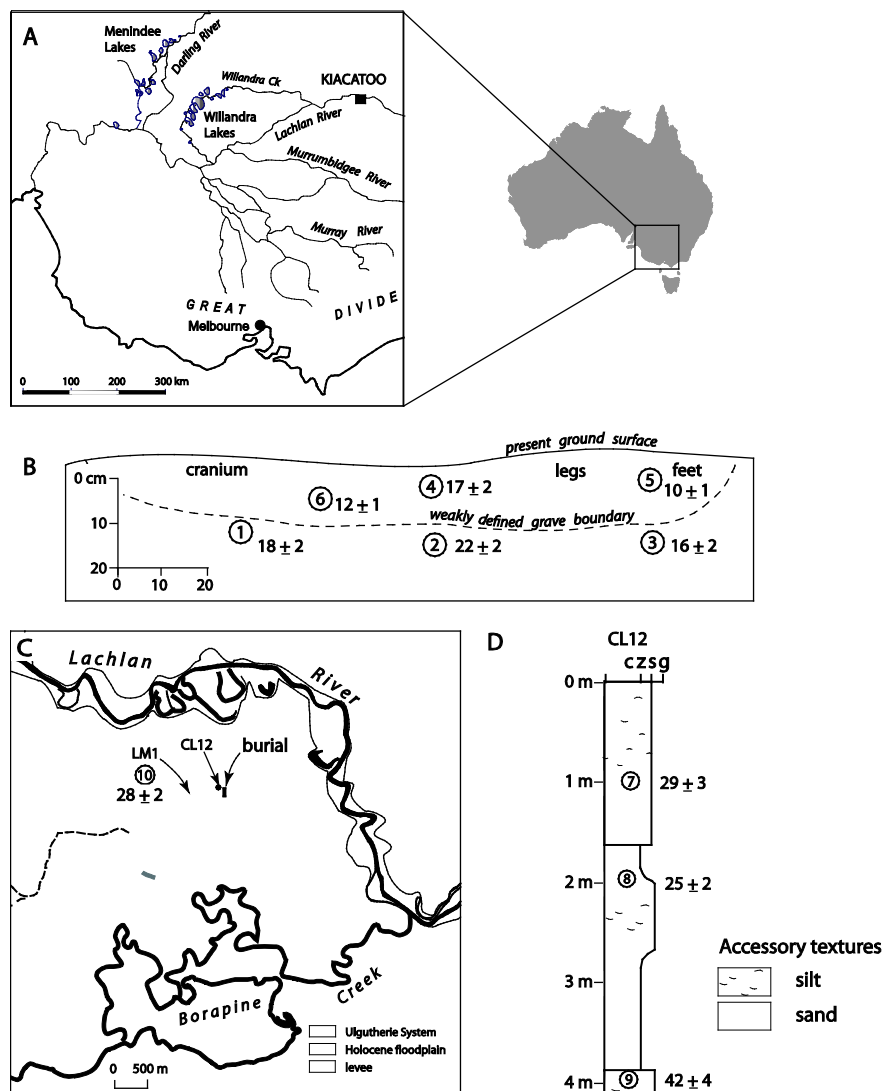 A
Menindee
Lakes
Darling River
Willandra Ck
KIACATOO
Willandra
Lakes
Lachlan River
Murrumbidgee River
Murray River
GREAT DIVIDE
Melbourne
0 100 200 300 km
B
present ground surface
cranium
legs
feet
0 cm
10
20
0 10 20
6 12 ± 1
4 17 ± 2
5 10 ± 1
weakly defined grave boundary
1 18 ± 2
2 22 ± 2
3 16 ± 2
C
Lachlan River
CL12
burial
LM1
10
28 ± 2
Borapine Creek
0 500 m
Ulgutherie System
Holocene floodplain
levee
D
CL12
c z s g
0 m
1 m
7 29 ± 3
2 m
8 25 ± 2
3 m
4 m
9 42 ± 4
Accessory textures
silt
sand